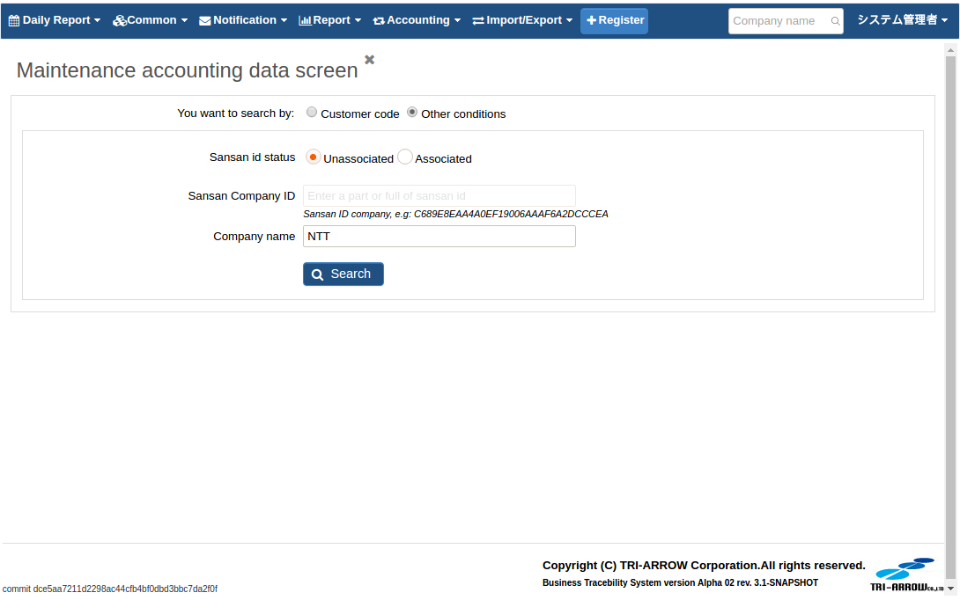 Daily Report Common Notification Report Accounting Import/Export Register Company name システム管理者
Maintenance accounting data screen
You want to search by: Customer code Other conditions
Sansan id status Unassociated Associated
Sansan Company ID Enter a part or full of sansan id
Sansan ID company, e.g: C689E8EAA4A0EF19006AAAF6A2DCCCEA
Company name NTT
Search
Copyright (C) TRI-ARROW Corporation.All rights reserved.
Business Tracebility System version Alpha 02 rev. 3.1-SNAPSHOT
TRI-ARROW CO.,LTD
commit dce5aa7211d2298ac44cfb4bf0dbd3bbc7da2f0f